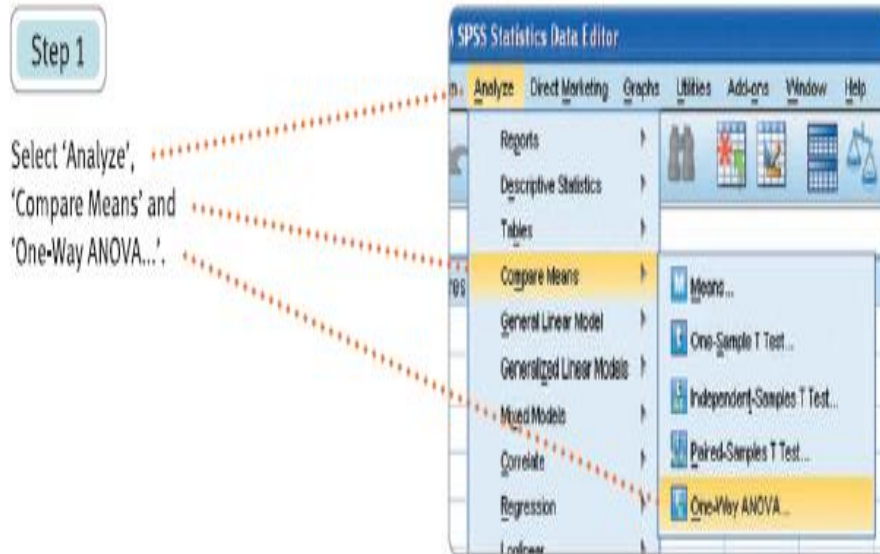 Step 1
Select ‘Analyze’,
‘Compare Means’ and
‘One-Way ANOVA...’.
SPSS Statistics Data Editor
Analyze Direct Marketing Graphs Utilities Add-ons Window Help
Reports
Descriptive Statistics
Tables
Compare Means
General Linear Model
Generalized Linear Models
Mixed Models
Correlate
Regression
Loglinear
Means...
One-Sample T Test...
Independent-Samples T Test...
Paired-Samples T Test...
One-Way ANOVA...